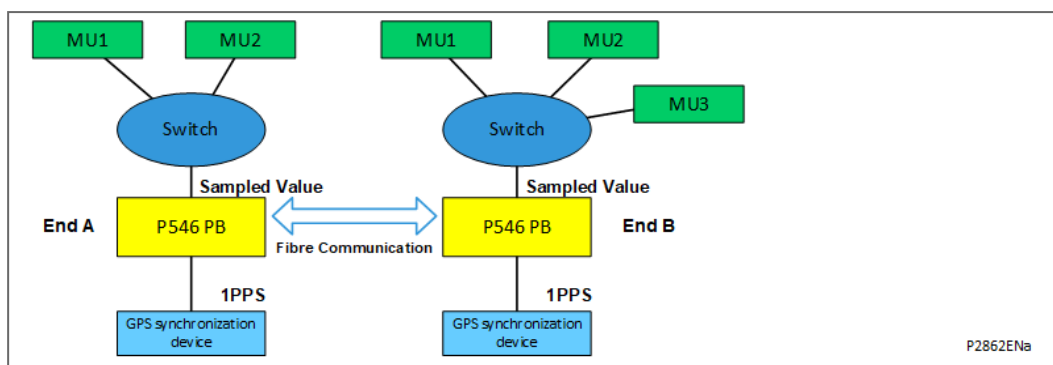 MU1
MU2
MU1
MU2
MU3
Switch
Switch
Sampled Value
Sampled Value
End A
P546 PB
Fibre Communication
P546 PB
End B
1PPS
1PPS
GPS synchronization
device
GPS synchronization
device
P2862ENa